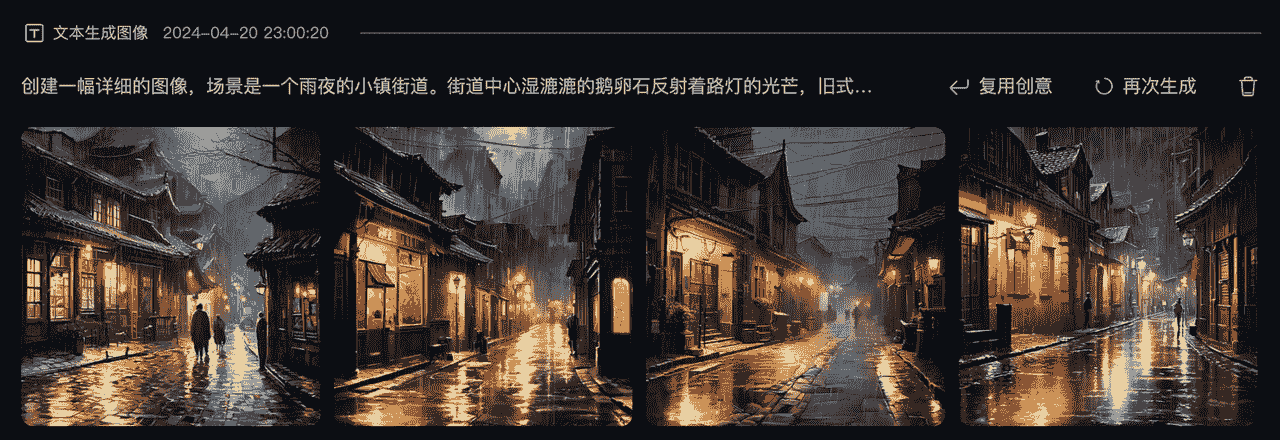 文本生成图像 2024-04-20 23:00:20
创建一幅详细的图像，场景是一个雨夜的小镇街道。街道中心湿漉漉的鹅卵石反射着路灯的光芒，旧式... 复用创意 再次生成